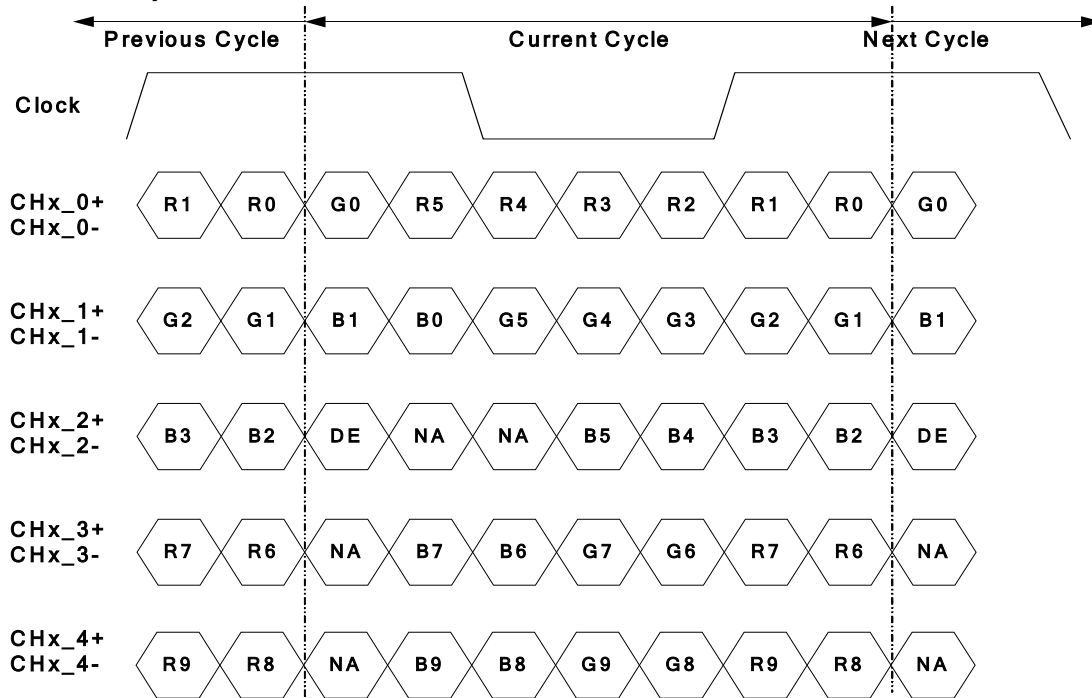 Previous Cycle Current Cycle Next Cycle
Clock
CHx_0+
CHx_0-
R1 R0 G0 R5 R4 R3 R2 R1 R0 G0
CHx_1+
CHx_1-
G2 G1 B1 B0 G5 G4 G3 G2 G1 B1
CHx_2+
CHx_2-
B3 B2 DE NA NA B5 B4 B3 B2 DE
CHx_3+
CHx_3-
R7 R6 NA B7 B6 G7 G6 R7 R6 NA
CHx_4+
CHx_4-
R9 R8 NA B9 B8 G9 G8 R9 R8 NA